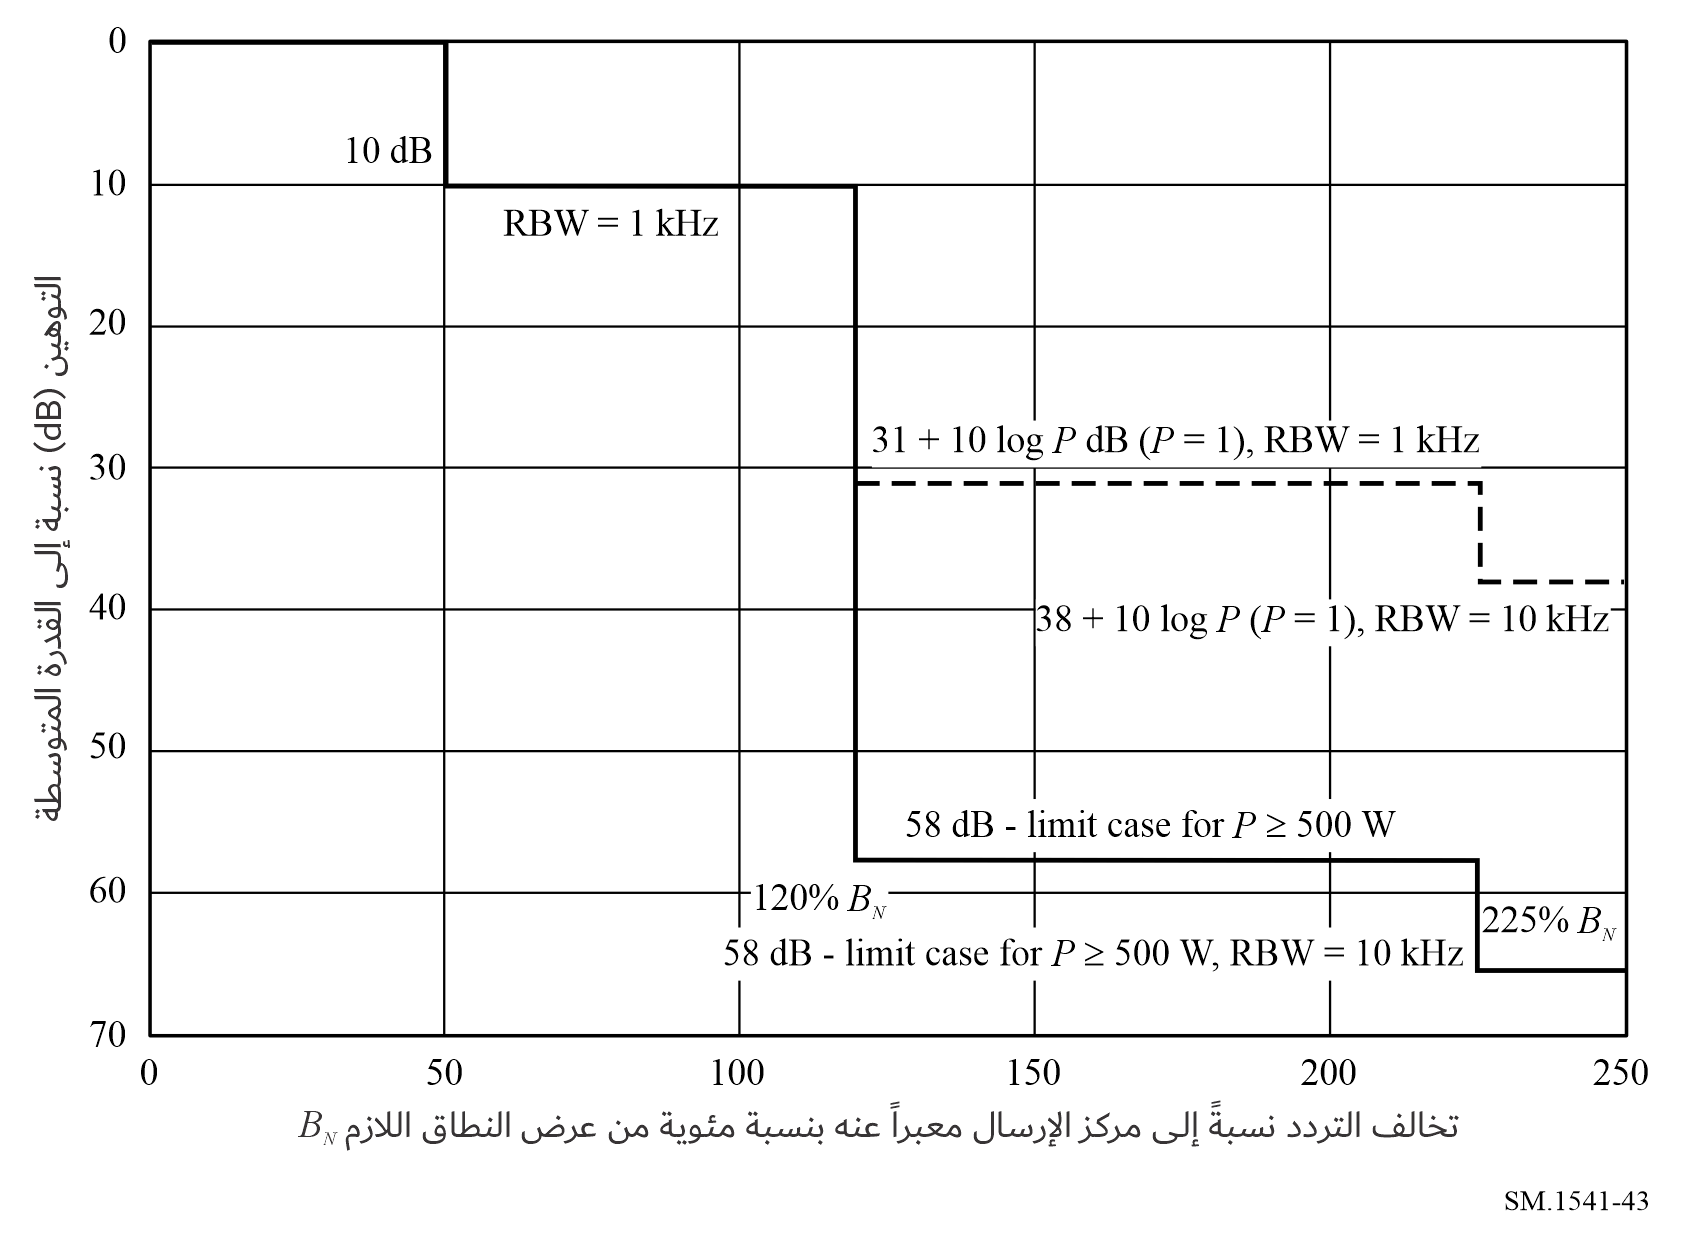 0
10 dB
10
RBW = 1 kHz
20
31 + 10 log P dB (P = 1), RBW = 1 kHz
30
40
38 + 10 log P (P = 1), RBW = 10 kHz
50
58 dB - limit case for P ≥ 500 W
60
120% B_N
225% B_N
58 dB - limit case for P ≥ 500 W, RBW = 10 kHz
70
0 50 100 150 200 250
التوهين (dB) نسبة إلى القدرة المتوسطة
تخالف التردد نسبةً إلى مركز الإرسال معبراً عنه بنسبة مئوية من عرض النطاق اللازم B_N
SM.1541-43